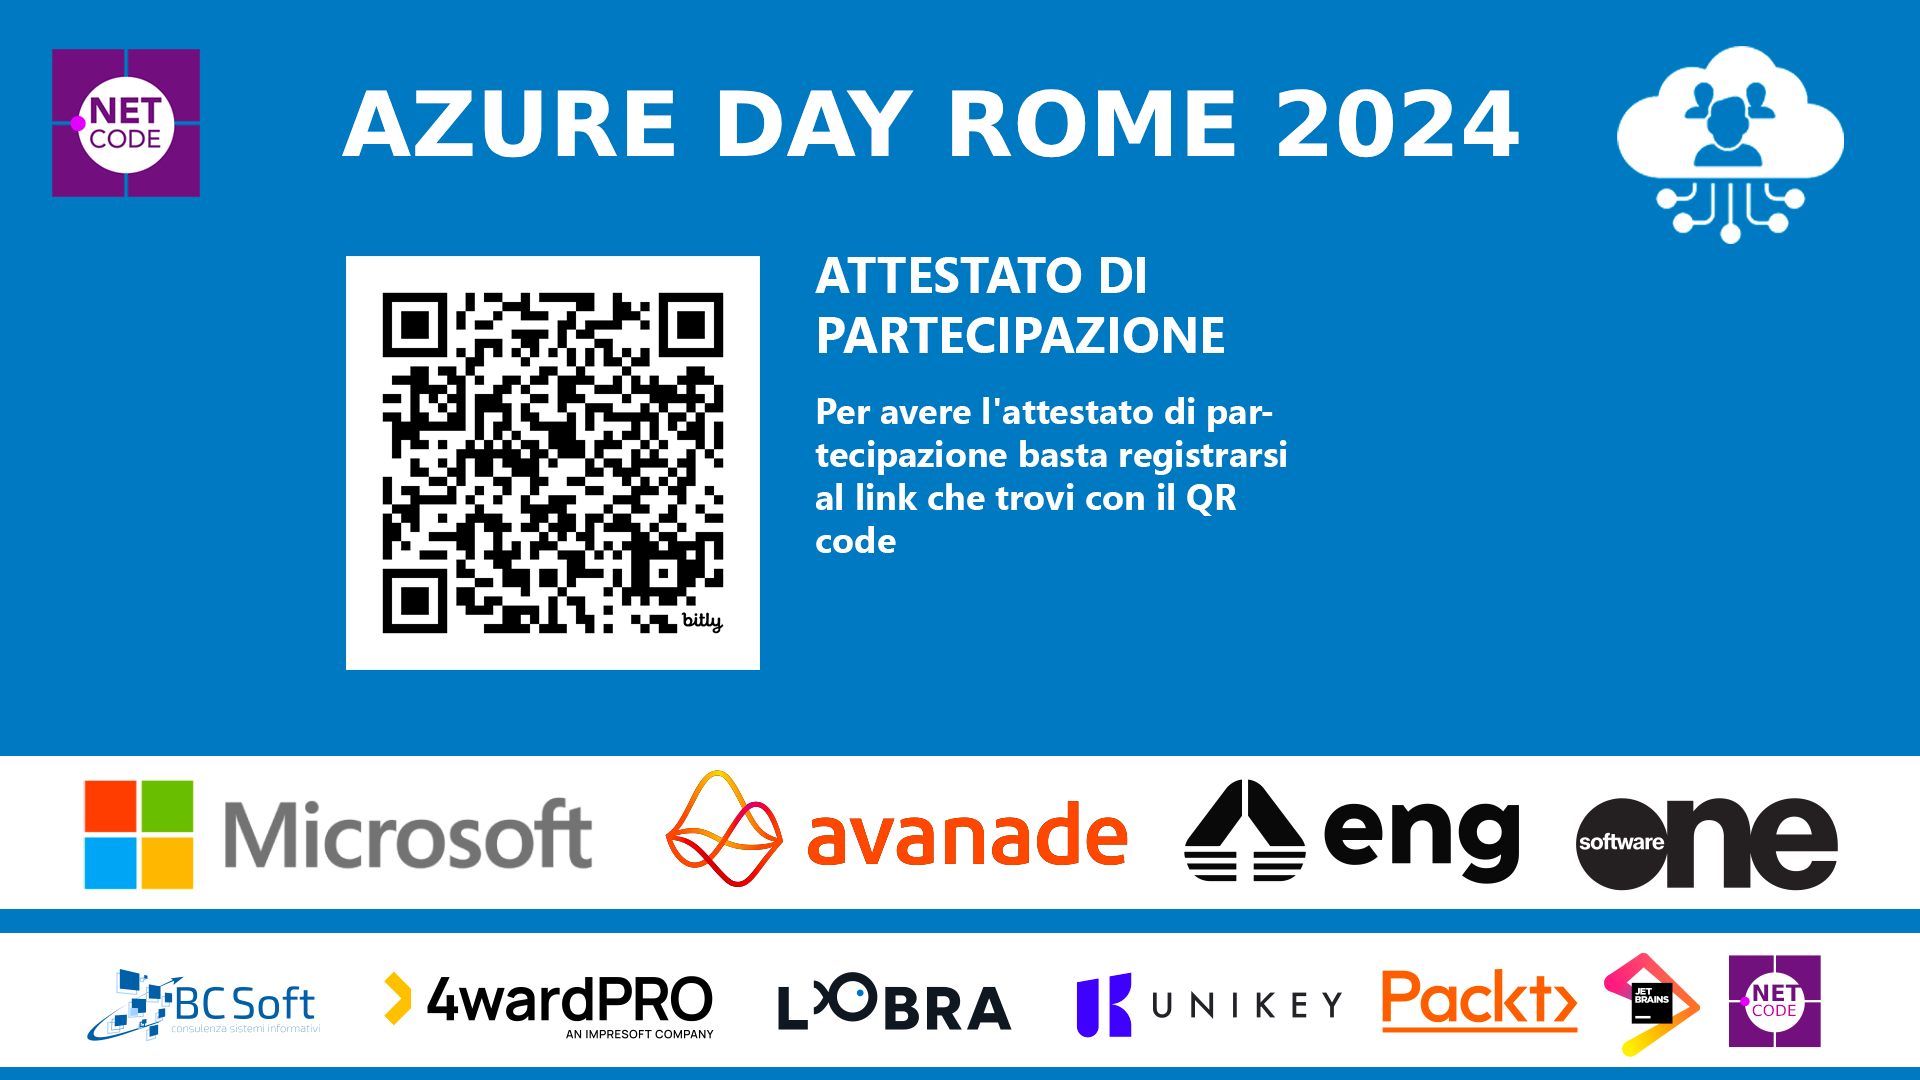 NET
CODE
AZURE DAY ROME 2024
ATTESTATO DI
PARTECIPAZIONE
Per avere l'attestato di par-
tecipazione basta registrarsi
al link che trovi con il QR
code
bitly
Microsoft
avanade
eng
software one
BC Soft
consulenza sistemi informativi
4wardPRO
AN IMPRESOFT COMPANY
LOBRA
UNIKEY
Packt
JET
BRAINS
NET
CODE